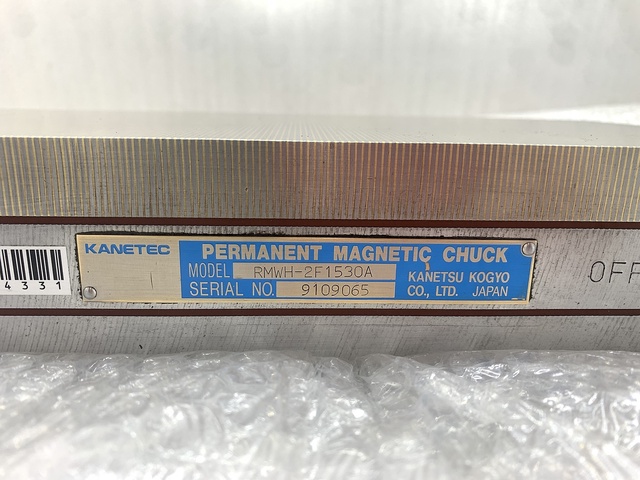 KANETEC
PERMANENT MAGNETIC CHUCK
MODEL RMWH-2F1530A
SERIAL NO. 9109065
KANETSU KOGYO
CO., LTD. JAPAN
4331
OFF